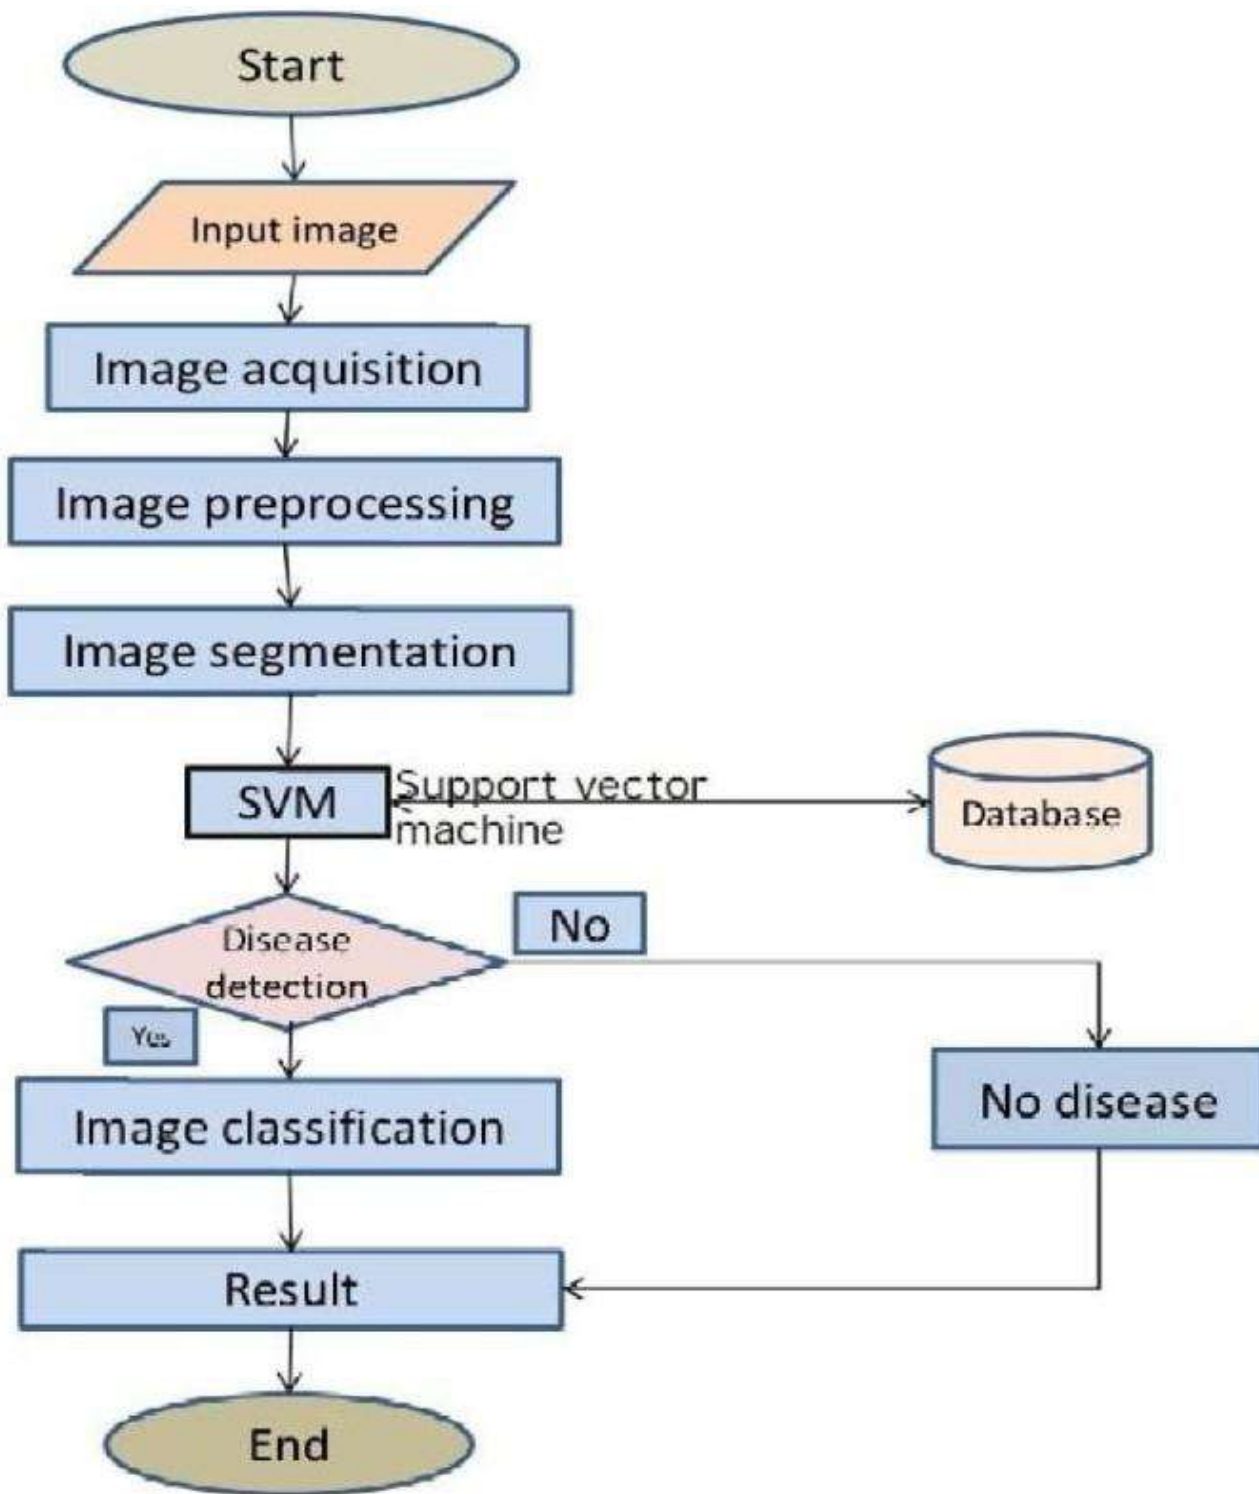 Start
Input image
Image acquisition
Image preprocessing
Image segmentation
SVM
Support vector
machine
Database
Disease
detection
No
Yes
Image classification
No disease
Result
End